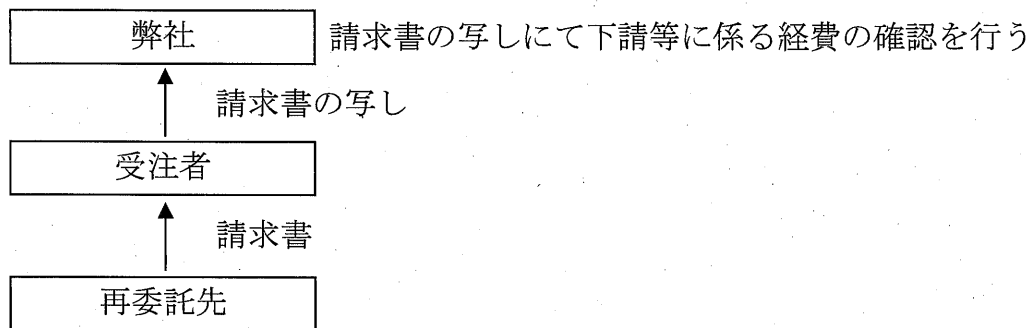 弊社　請求書の写しにて下請等に係る経費の確認を行う
請求書の写し
受注者
請求書
再委託先